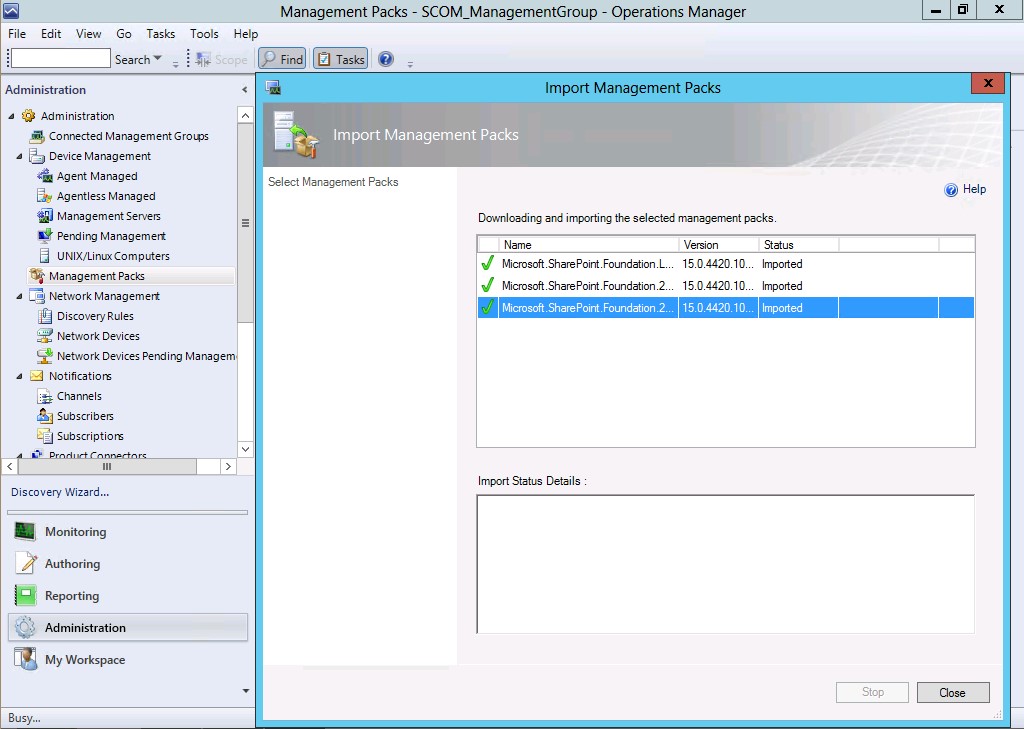 Management Packs - SCOM_ManagementGroup - Operations Manager
File Edit View Go Tasks Tools Help
Search Scope Find Tasks
Administration
Administration
Connected Management Groups
Device Management
Agent Managed
Agentless Managed
Management Servers
Pending Management
UNIX/Linux Computers
Management Packs
Network Management
Discovery Rules
Network Devices
Network Devices Pending Managem
Notifications
Channels
Subscribers
Subscriptions
Product Connectors
Discovery Wizard...
Monitoring
Authoring
Reporting
Administration
My Workspace
Busy...
Import Management Packs
Import Management Packs
Select Management Packs
Help
Downloading and importing the selected management packs.
Name Version Status
Microsoft.SharePoint.Foundation.L... 15.0.4420.10... Imported
Microsoft.SharePoint.Foundation.2... 15.0.4420.10... Imported
Microsoft.SharePoint.Foundation.2... 15.0.4420.10... Imported
Import Status Details :
Stop Close